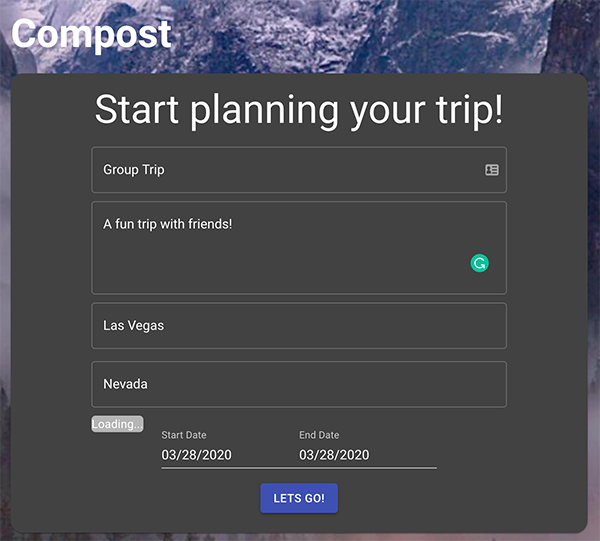 Compost
Start planning your trip!
Group Trip
A fun trip with friends!
Las Vegas
Nevada
Loading...
Start Date End Date
03/28/2020 03/28/2020
LETS GO!